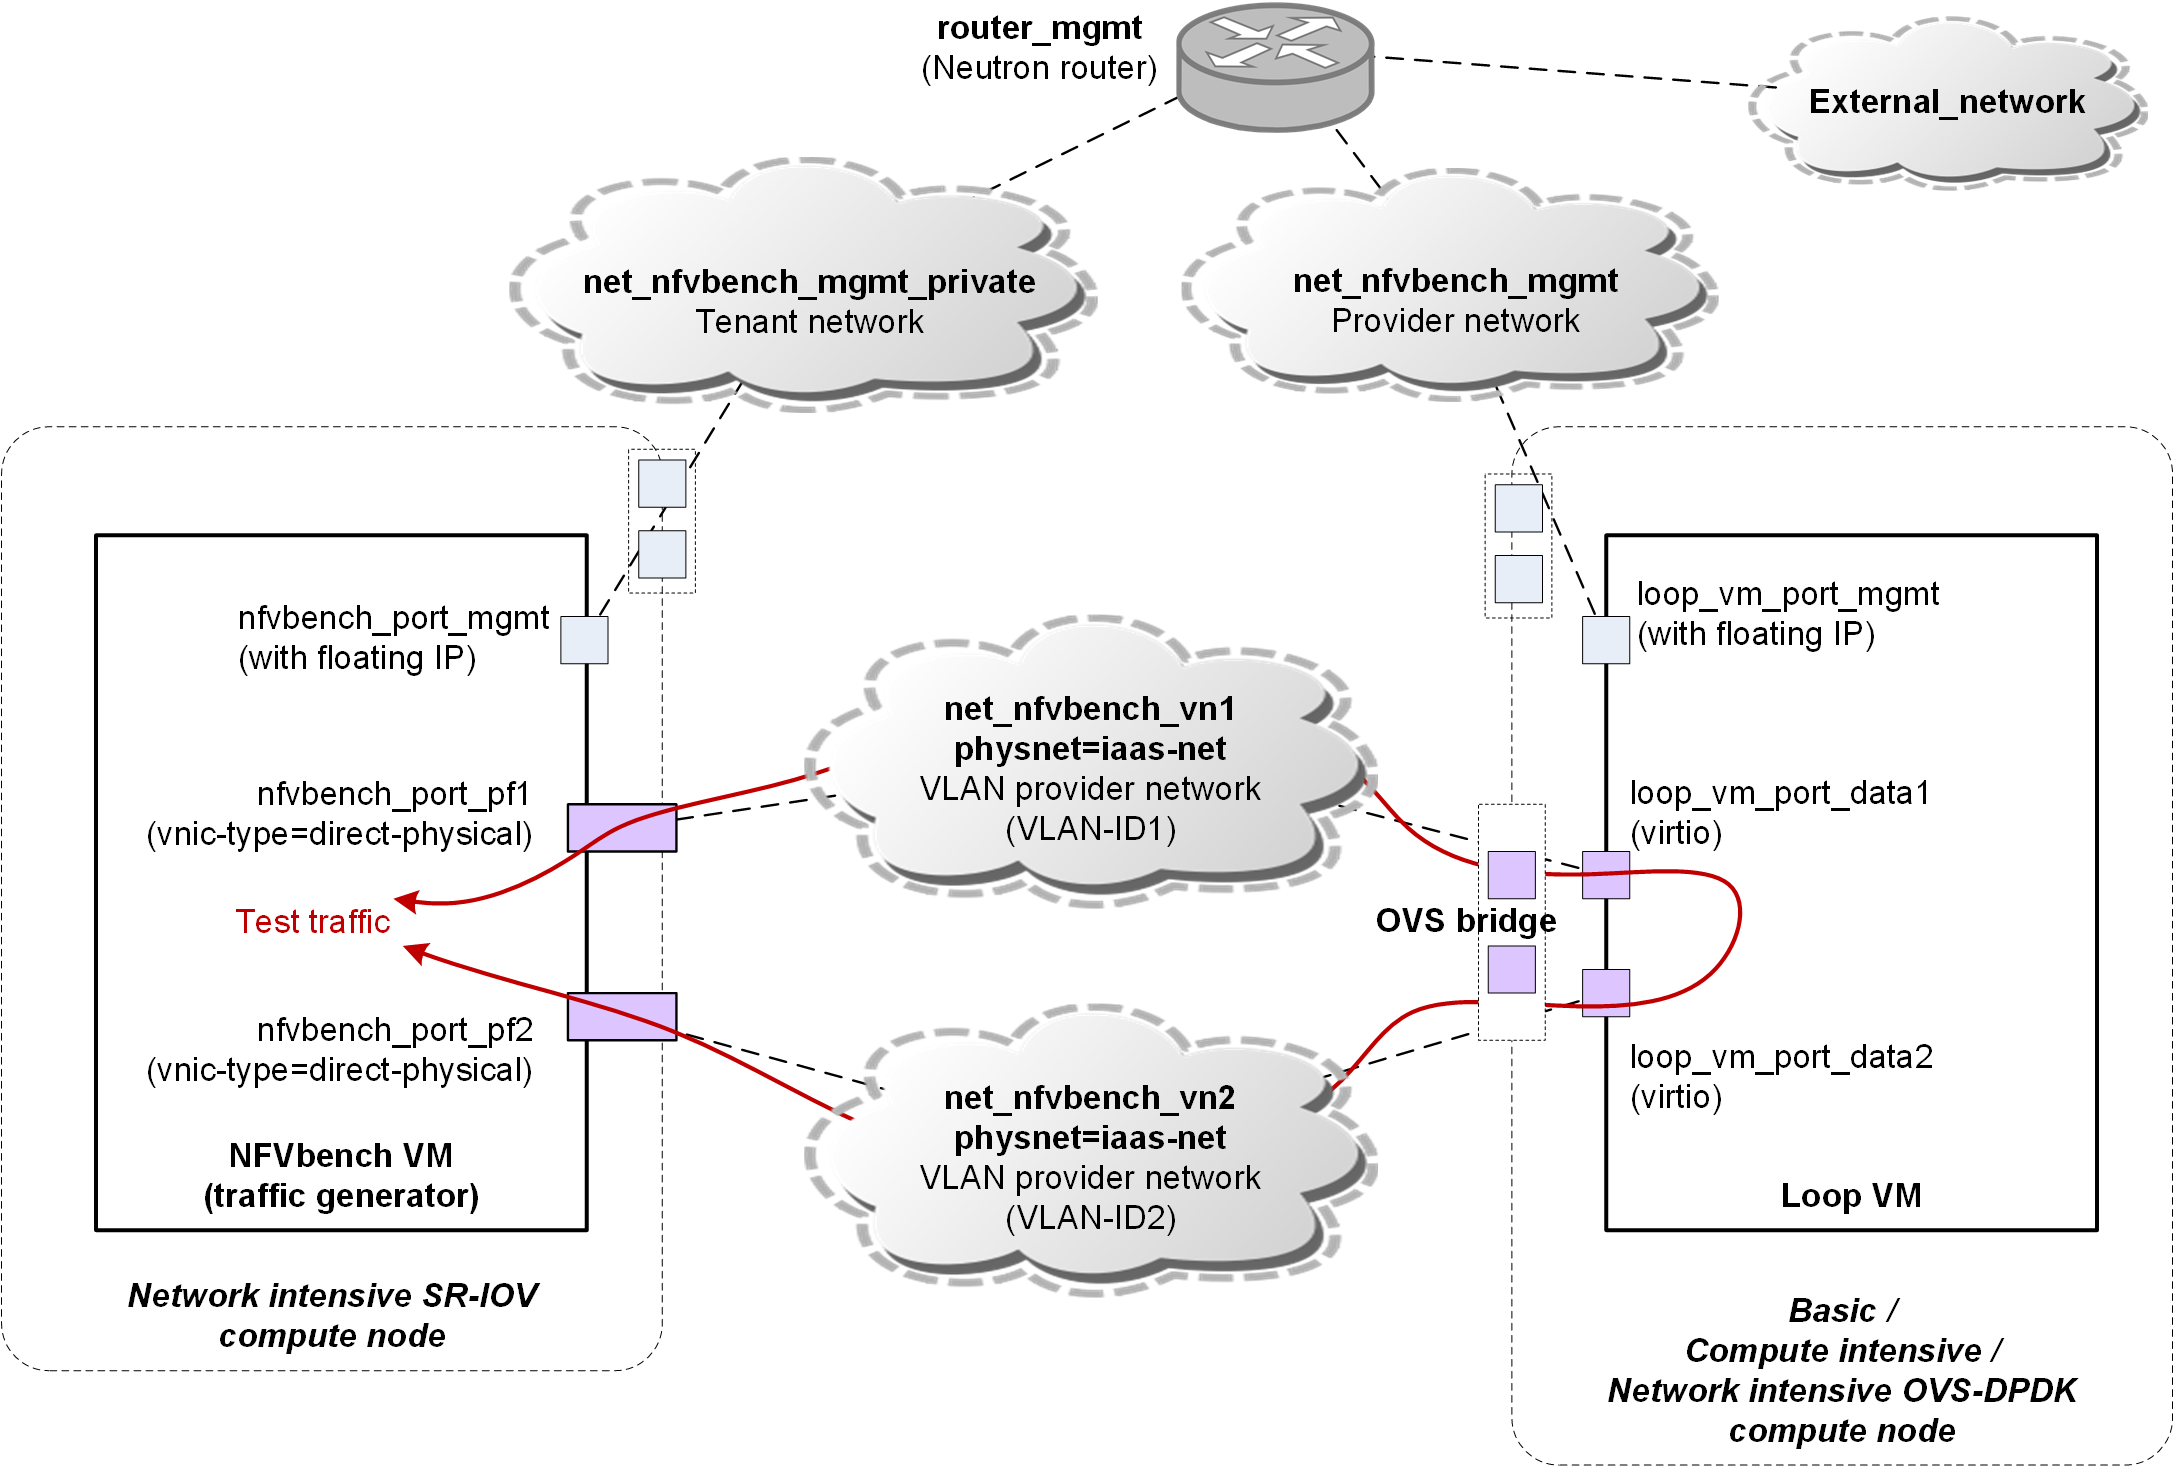 router_mgmt
(Neutron router)
External_network
net_nfvbench_mgmt_private
Tenant network
net_nfvbench_mgmt
Provider network
nfvbench_port_mgmt
(with floating IP)
loop_vm_port_mgmt
(with floating IP)
net_nfvbench_vn1
physnet=iaas-net
VLAN provider network
(VLAN-ID1)
nfvbench_port_pf1
(vnic-type=direct-physical)
loop_vm_port_data1
(virtio)
Test traffic
OVS bridge
nfvbench_port_pf2
(vnic-type=direct-physical)
loop_vm_port_data2
(virtio)
net_nfvbench_vn2
physnet=iaas-net
VLAN provider network
(VLAN-ID2)
NFVbench VM
(traffic generator)
Loop VM
Network intensive SR-IOV
compute node
Basic /
Compute intensive /
Network intensive OVS-DPDK
compute node